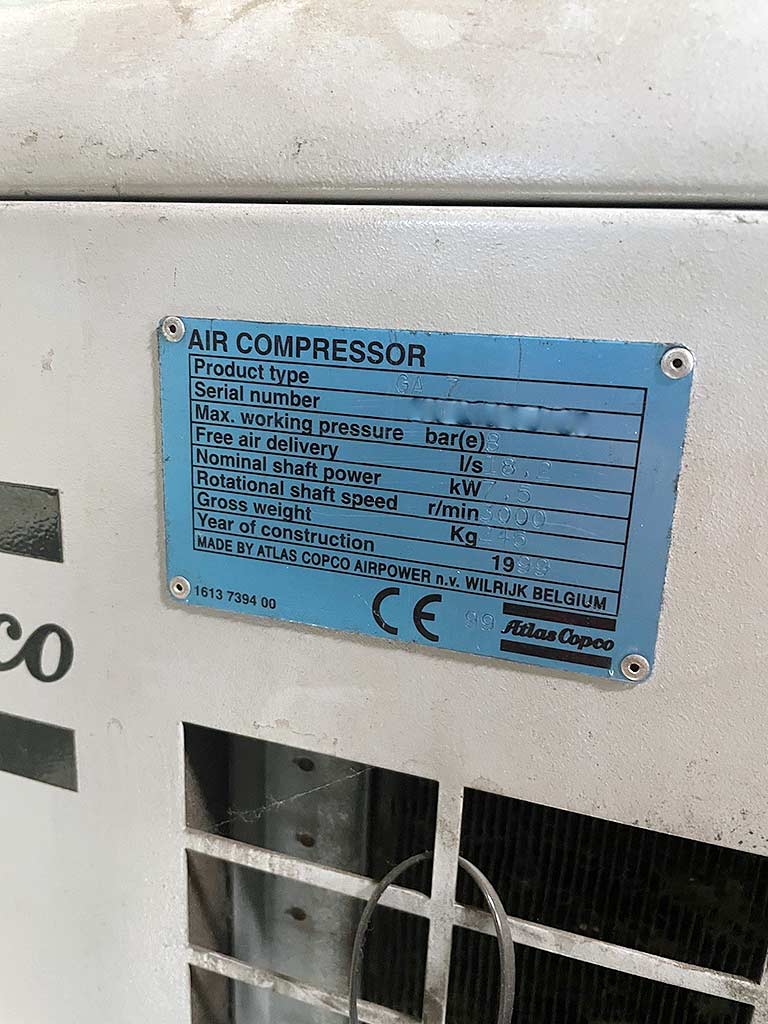 AIR COMPRESSOR
Product type GA 7
Serial number
Max. working pressure bar(e) 8
Free air delivery l/s 18,2
Nominal shaft power kW 7,5
Rotational shaft speed r/min 3000
Gross weight Kg
Year of construction 1999
MADE BY ATLAS COPCO AIRPOWER n.v. WILRIJK BELGIUM
1613 7394 00
CE 99 Atlas Copco
co